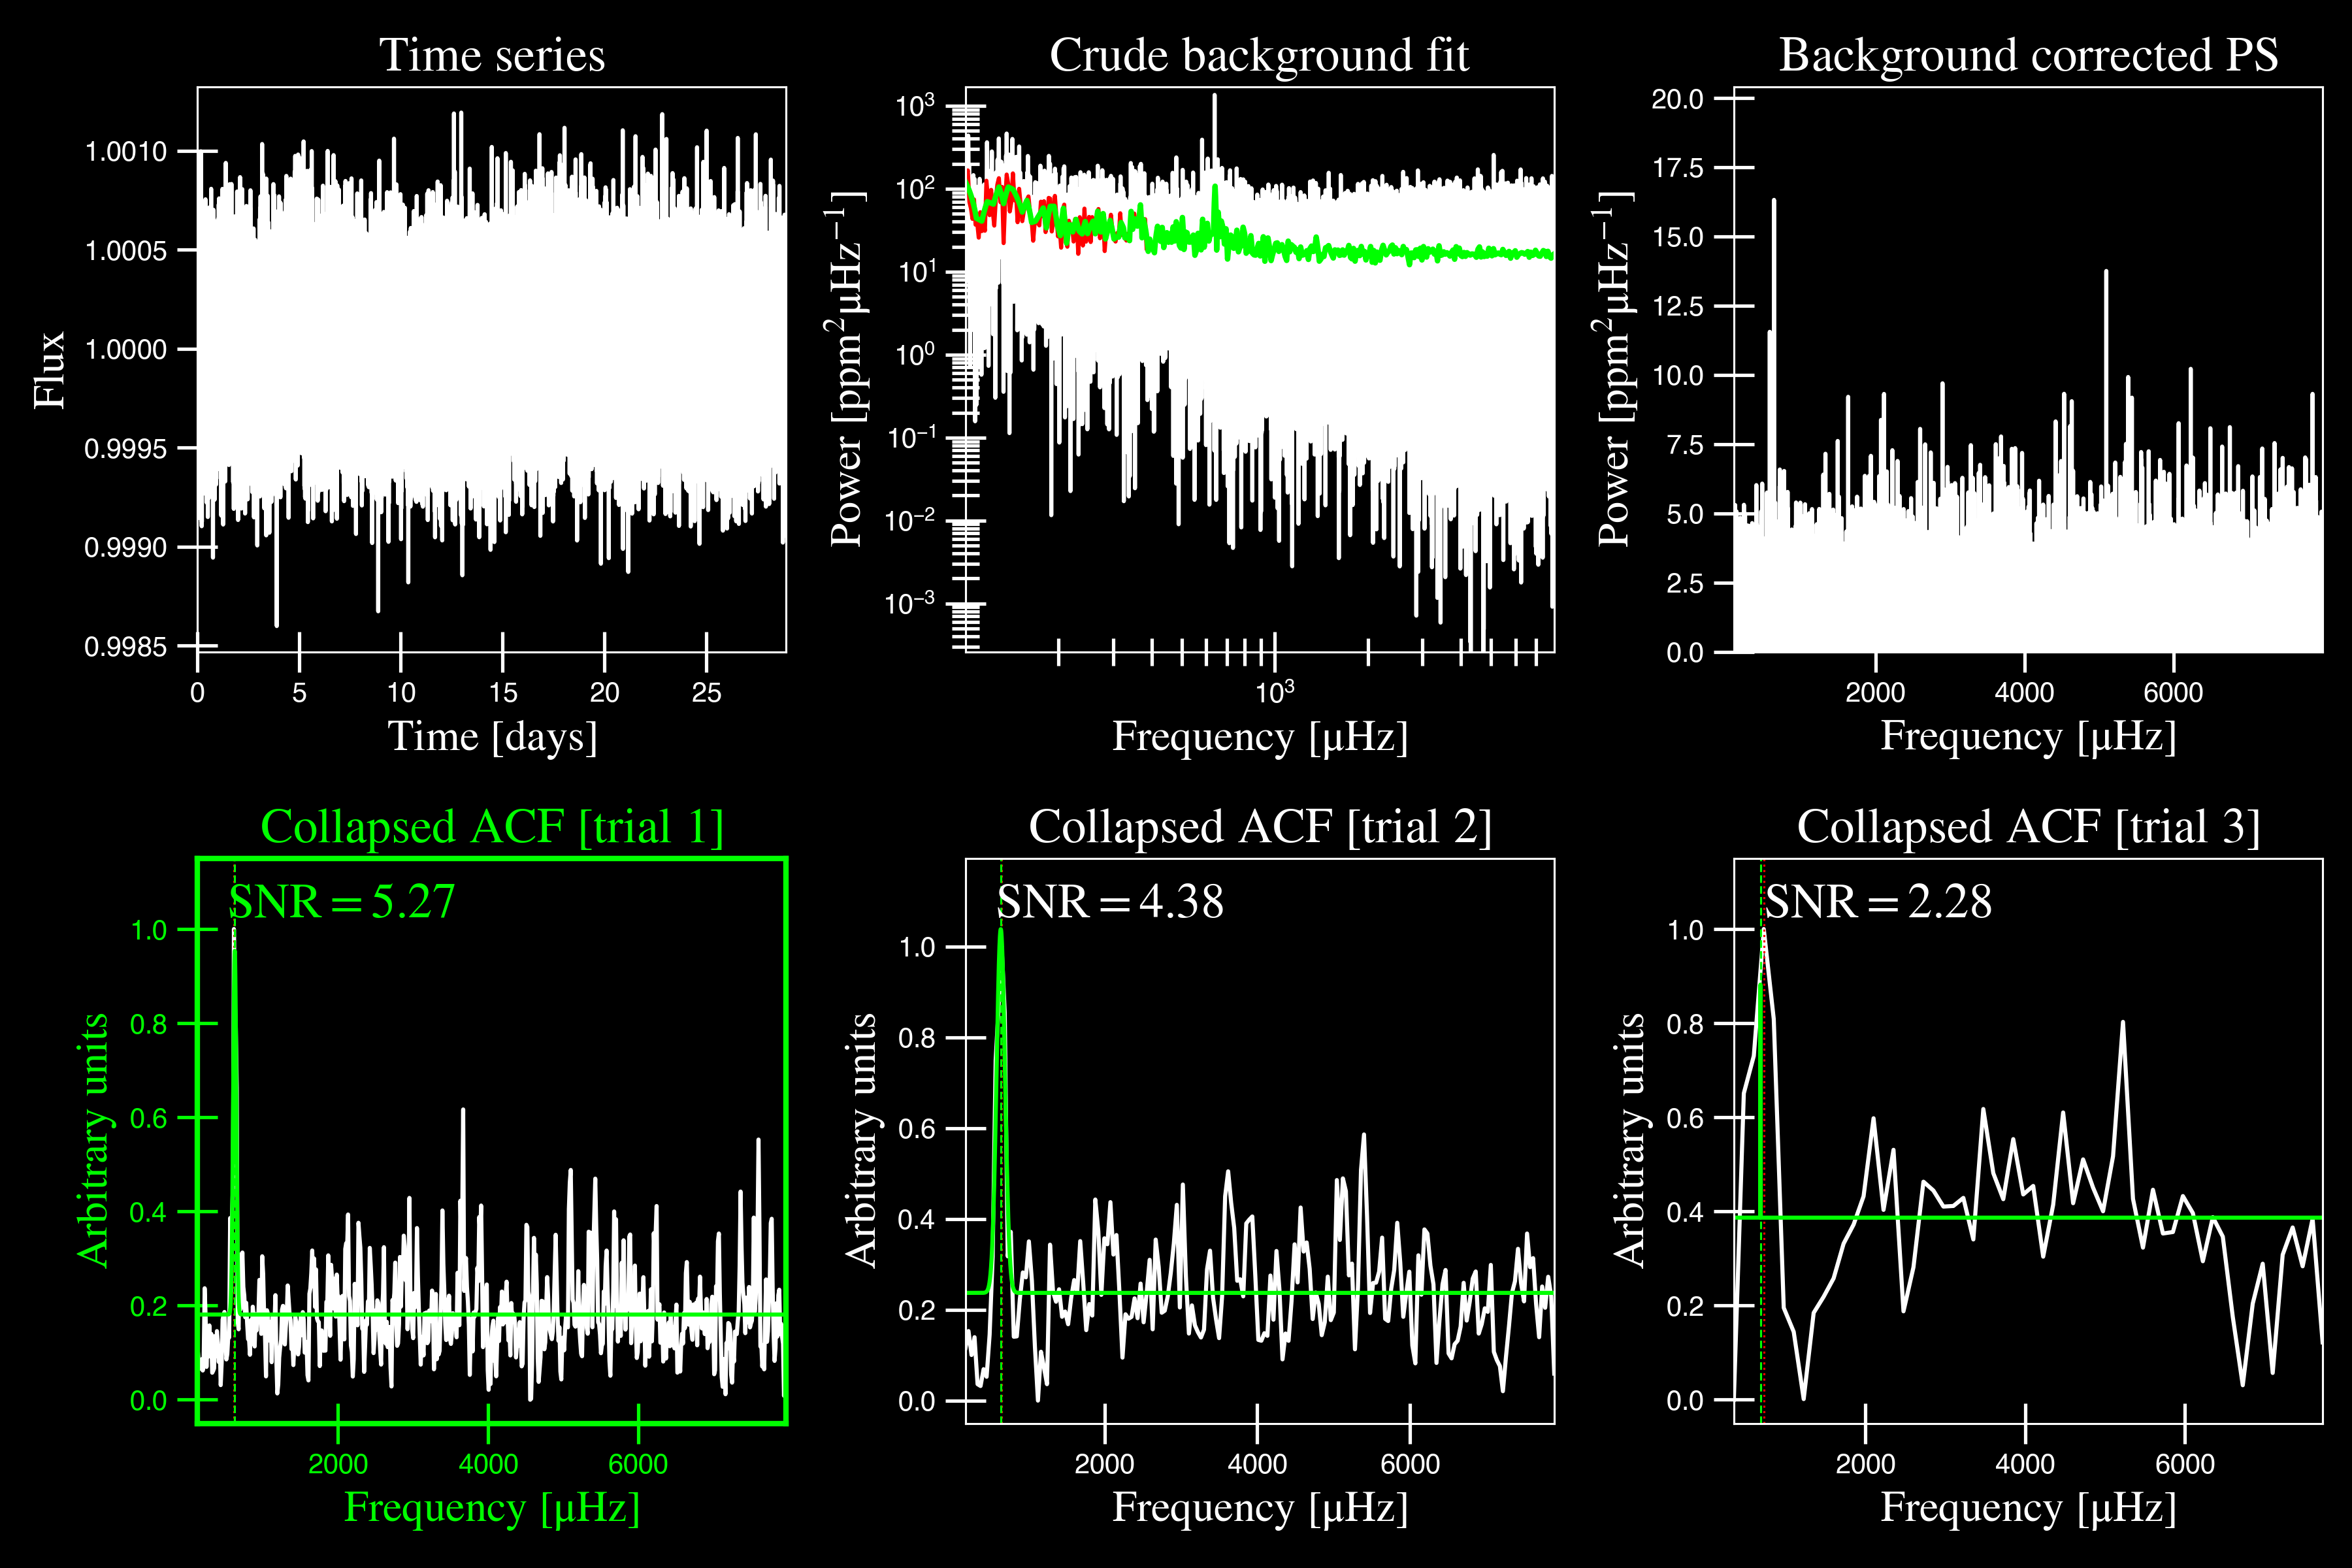 Time series
Flux
1.0010
1.0005
1.0000
0.9995
0.9990
0.9985
0 5 10 15 20 25
Time [days]
Crude background fit
Power [ppm²μHz⁻¹]
10³
10²
10¹
10⁰
10⁻¹
10⁻²
10⁻³
10³
Frequency [μHz]
Background corrected PS
Power [ppm²μHz⁻¹]
20.0
17.5
15.0
12.5
10.0
7.5
5.0
2.5
0.0
2000 4000 6000
Frequency [μHz]
Collapsed ACF [trial 1]
SNR = 5.27
Arbitrary units
1.0
0.8
0.6
0.4
0.2
0.0
2000 4000 6000
Frequency [μHz]
Collapsed ACF [trial 2]
SNR = 4.38
Arbitrary units
1.0
0.8
0.6
0.4
0.2
0.0
2000 4000 6000
Frequency [μHz]
Collapsed ACF [trial 3]
SNR = 2.28
Arbitrary units
1.0
0.8
0.6
0.4
0.2
0.0
2000 4000 6000
Frequency [μHz]